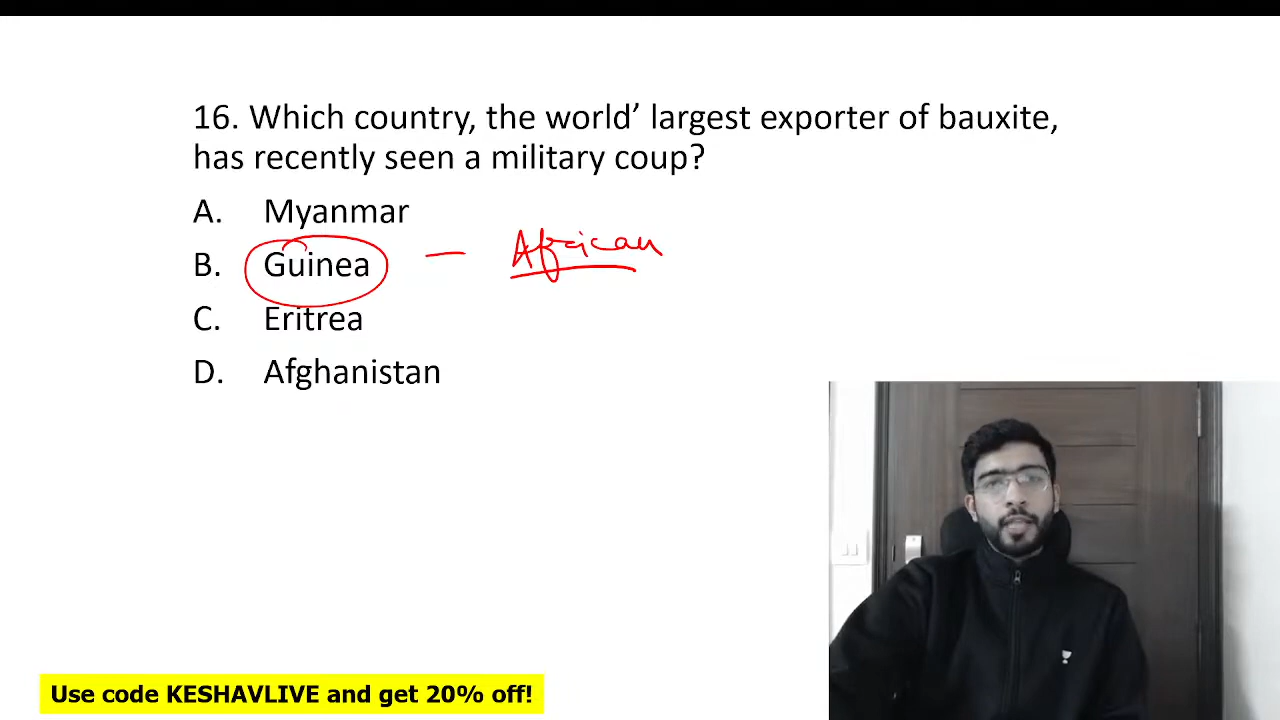 16. Which country, the world’ largest exporter of bauxite,
has recently seen a military coup?
A. Myanmar
B. Guinea — African
C. Eritrea
D. Afghanistan
Use code KESHAVLIVE and get 20% off!